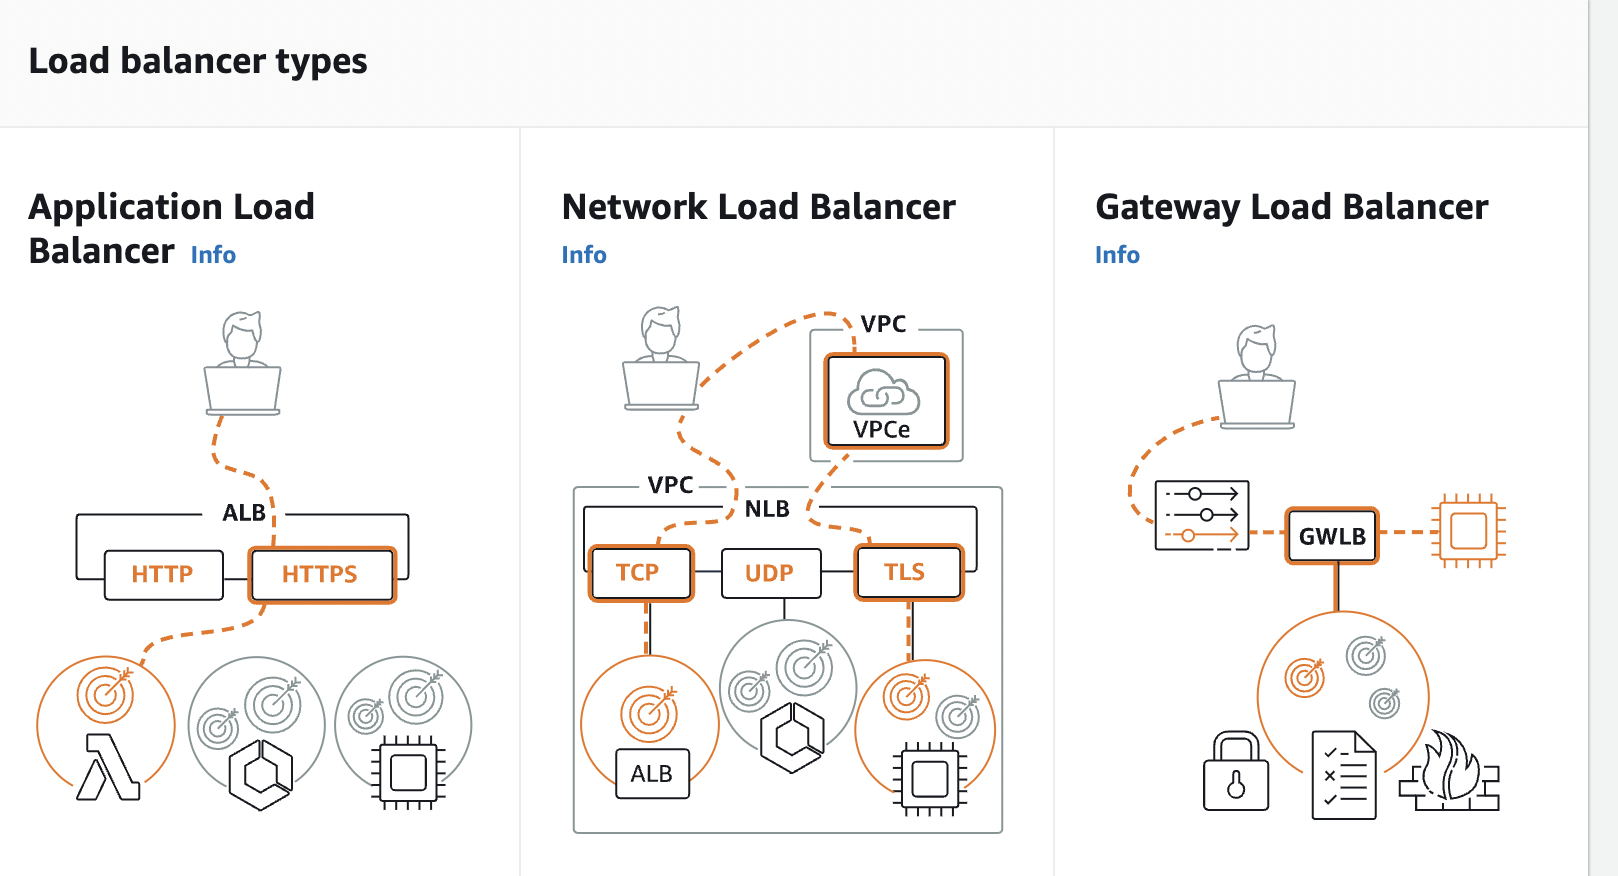 Load balancer types
Application Load
Balancer Info
ALB
HTTP
HTTPS
Network Load Balancer
Info
VPC
VPCe
VPC
NLB
TCP
UDP
TLS
ALB
Gateway Load Balancer
Info
GWLB